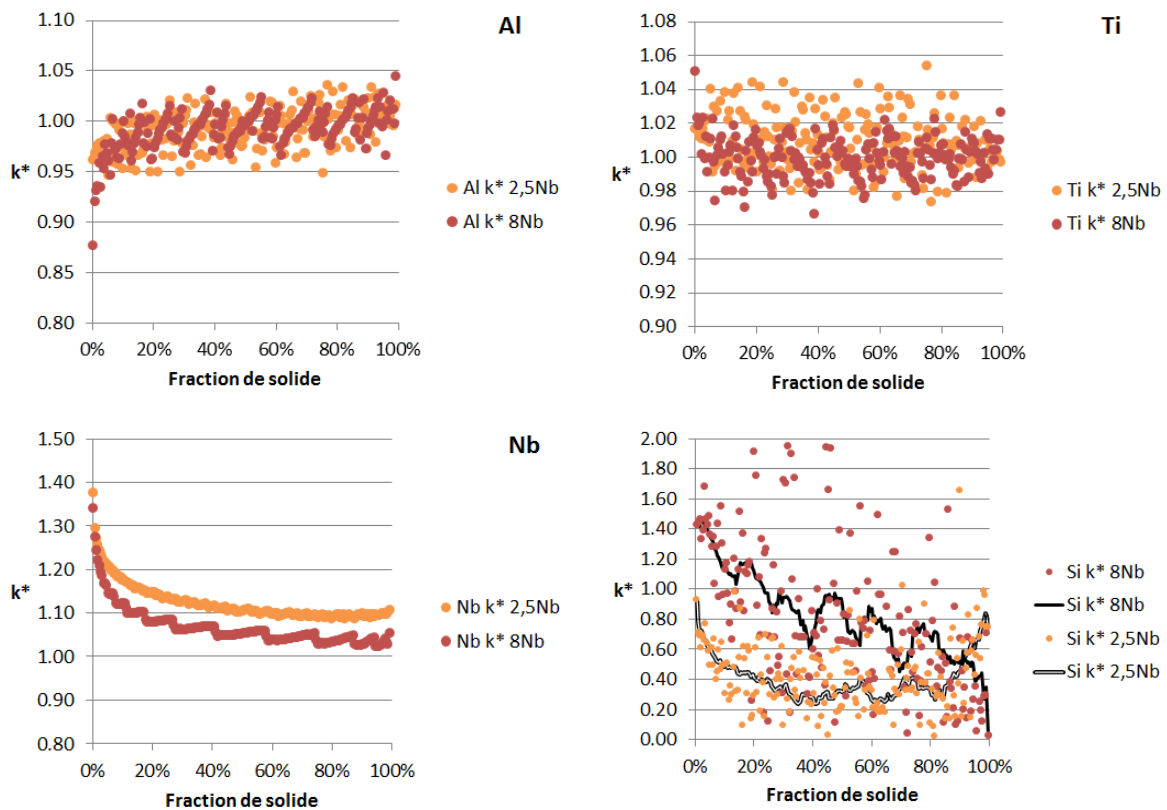 Al
1.10
1.05
1.00
0.95
0.90
0.85
0.80
k*
0% 20% 40% 60% 80% 100%
Fraction de solide
Al k* 2,5Nb
Al k* 8Nb
Ti
1.08
1.06
1.04
1.02
1.00
0.98
0.96
0.94
0.92
0.90
k*
0% 20% 40% 60% 80% 100%
Fraction de solide
Ti k* 2,5Nb
Ti k* 8Nb
Nb
1.50
1.40
1.30
1.20
1.10
1.00
0.90
0.80
k*
0% 20% 40% 60% 80% 100%
Fraction de solide
Nb k* 2,5Nb
Nb k* 8Nb
2.00
1.80
1.60
1.40
1.20
1.00
0.80
0.60
0.40
0.20
0.00
k*
0% 20% 40% 60% 80% 100%
Fraction de solide
Si k* 8Nb
Si k* 8Nb
Si k* 2,5Nb
Si k* 2,5Nb